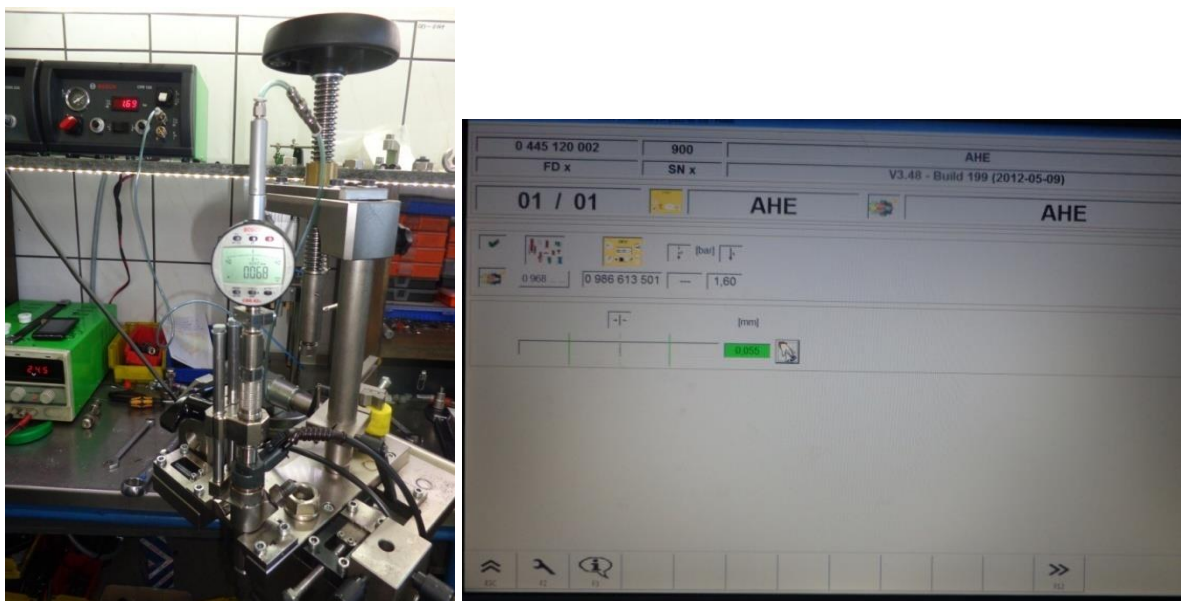 BOSCH
169
0068
2.45
0 445 120 002
900
AHE
FD x
SN x
V3.48 - Build 199 (2012-05-09)
01 / 01
AHE
AHE
[bar]
0 968 ...
0 986 613 501
---
1,60
[mm]
0,055
ESC
F2
F3
F12